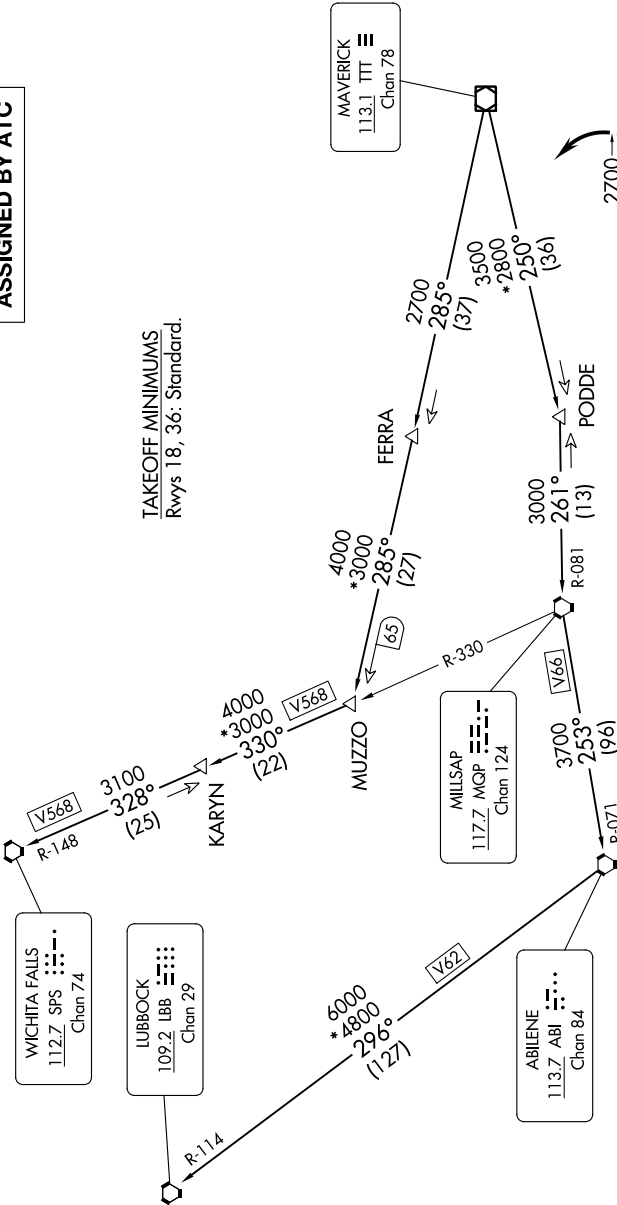 ASSIGNED BY ATC
TAKEOFF MINIMUMS
Rwys 18, 36: Standard.
MAVERICK
113.1 TTT
Chan 78
2700
285°
(37)
3500
*2800
250°
(36)
2700
FERRA
PODDE
4000
*3000
285°
(27)
3000
261°
(13)
R-081
65
R-330
MUZZO
V568
4000
*3000
330°
(22)
KARYN
3100
328°
(25)
V568
R-148
WICHITA FALLS
112.7 SPS
Chan 74
LUBBOCK
109.2 LBB
Chan 29
MILLSAP
117.7 MQP
Chan 124
V66
3700
253°
(96)
R-071
ABILENE
113.7 ABI
Chan 84
V62
6000
*4800
296°
(127)
R-114